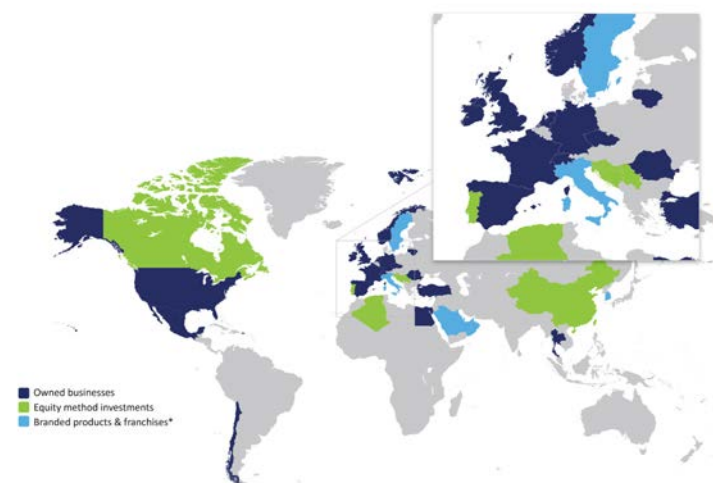 Owned businesses
Equity method investments
Branded products & franchises*